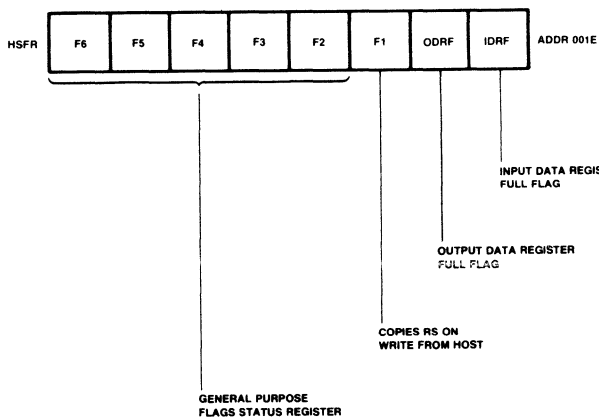 HSFR F6 F5 F4 F3 F2 F1 ODRF IDRF ADDR 001E
INPUT DATA REGIS
FULL FLAG
OUTPUT DATA REGISTER
FULL FLAG
COPIES RS ON
WRITE FROM HOST
GENERAL PURPOSE
FLAGS STATUS REGISTER